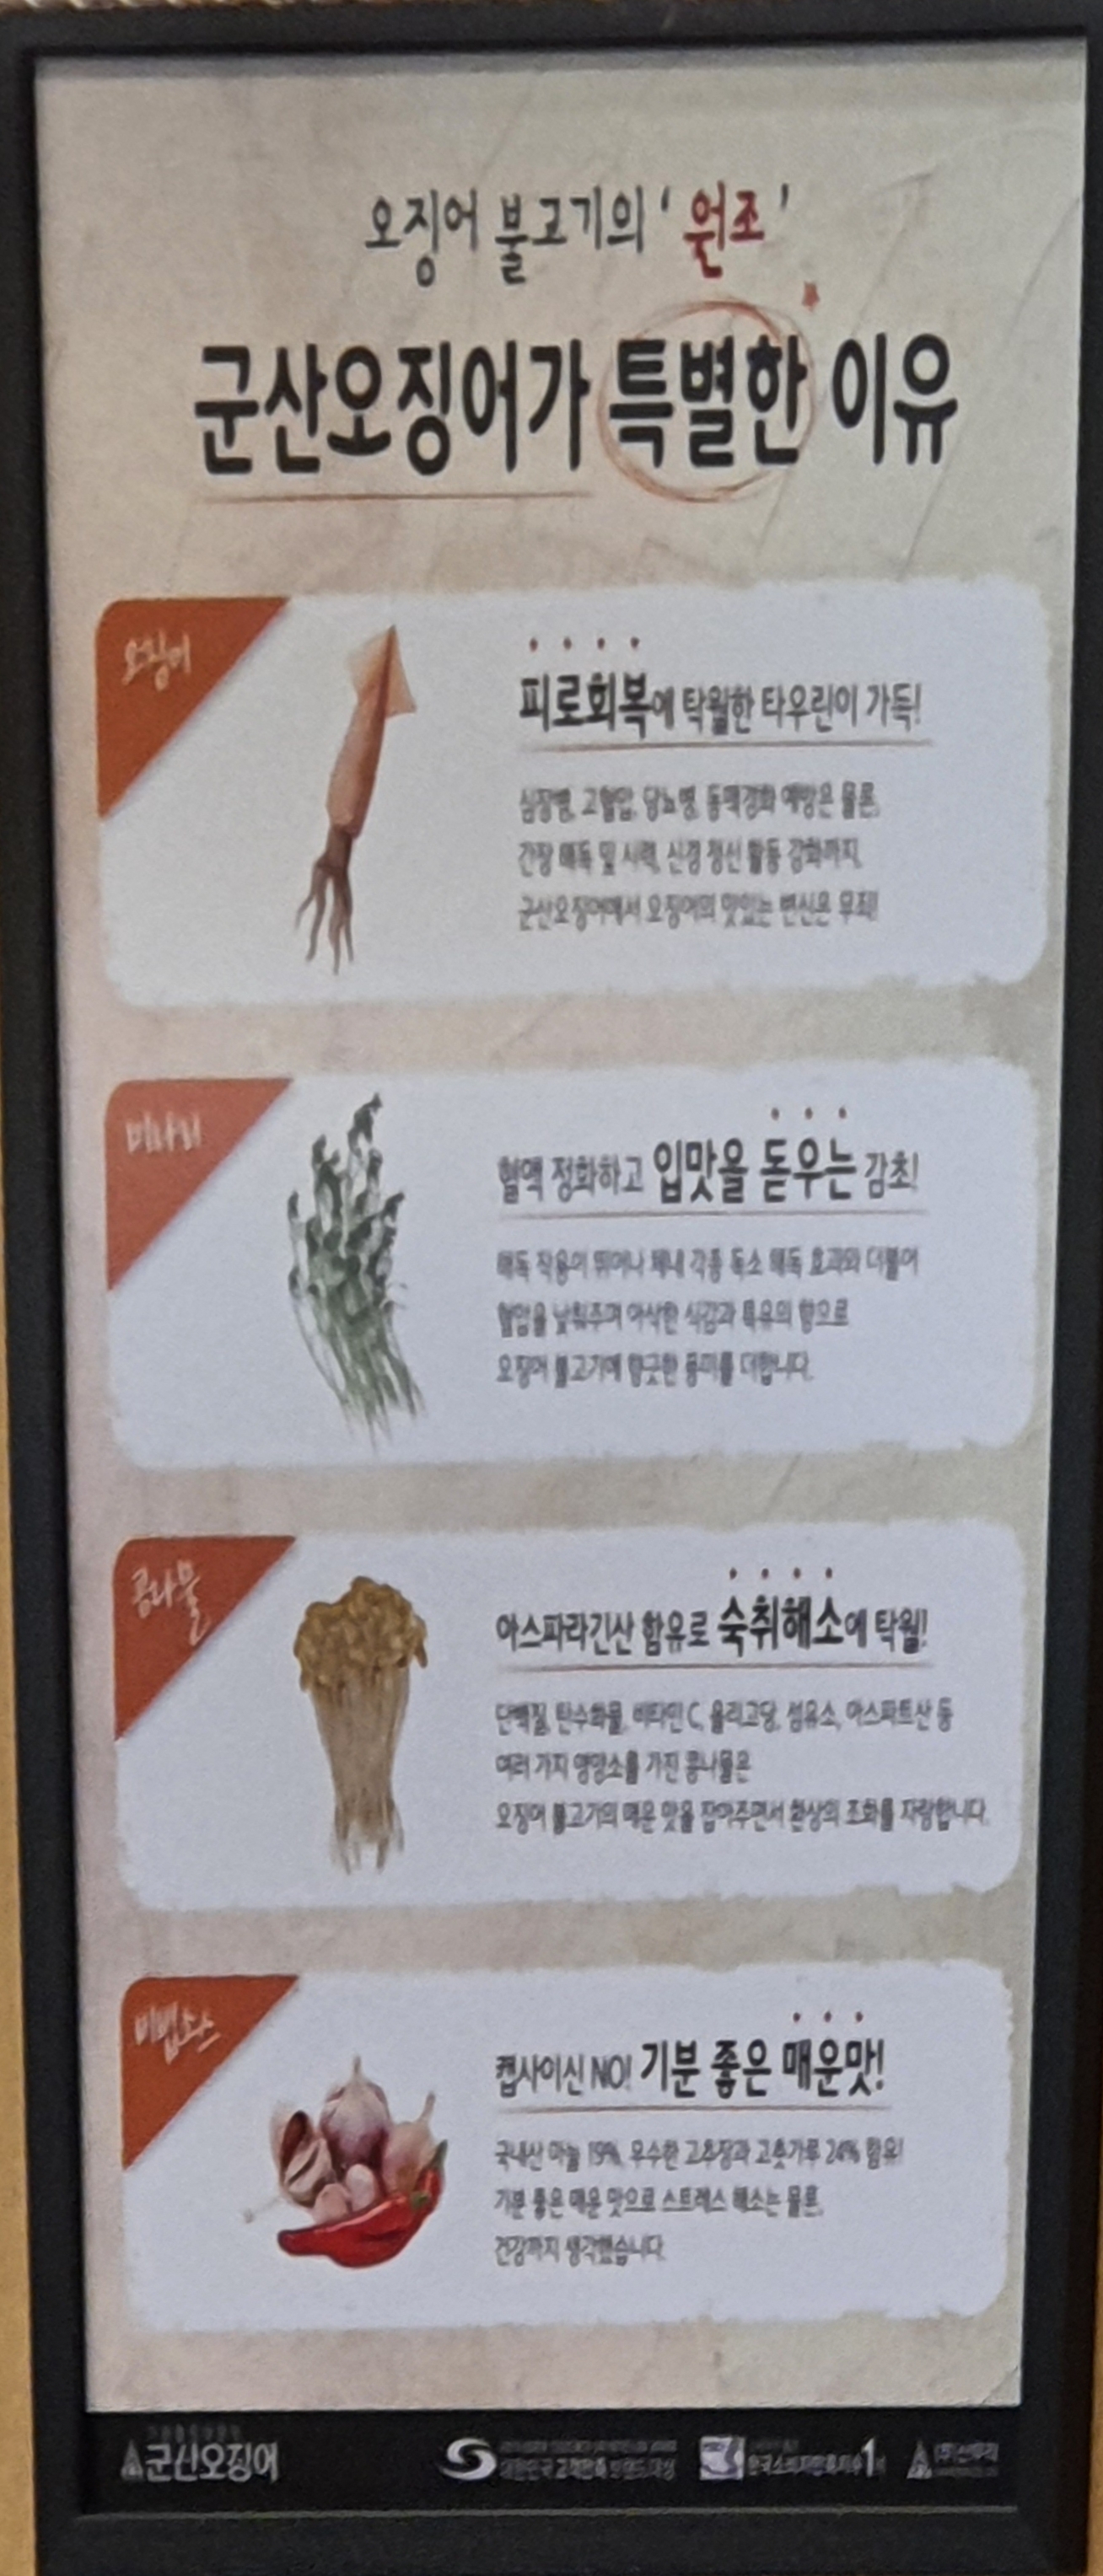 오징어 불고기의 '원조'
군산오징어가 특별한 이유
오징어
피로회복에 탁월한 타우린이 가득!
심장병, 고혈압, 당뇨병, 동맥경화 예방은 물론,
간장 해독 및 시력, 신경 정신 활동 강화까지.
군산오징어에서 오징어의 맛있는 변신은 무죄!
미나리
혈액 정화하고 입맛을 돋우는 감초!
해독 작용이 뛰어나 체내 각종 독소 해독 효과와 더불어
혈압을 낮춰주며 아삭한 식감과 특유의 향으로
오징어 불고기에 향긋한 풍미를 더합니다.
콩나물
아스파라긴산 함유로 숙취해소에 탁월!
단백질, 탄수화물, 비타민 C, 올리고당, 섬유소, 아스파트산 등
여러 가지 영양소를 가진 콩나물은
오징어 불고기의 매운 맛을 잡아주면서 환상의 조화를 자랑합니다.
비법소스
캡사이신 NO! 기분 좋은 매운맛!
국내산 마늘 19%, 우수한 고추장과 고춧가루 24% 함유!
기분 좋은 매운 맛으로 스트레스 해소는 물론,
건강까지 생각했습니다.
군산오징어
대한민국 고객만족 브랜드 대상
한국소비자만족지수 1위